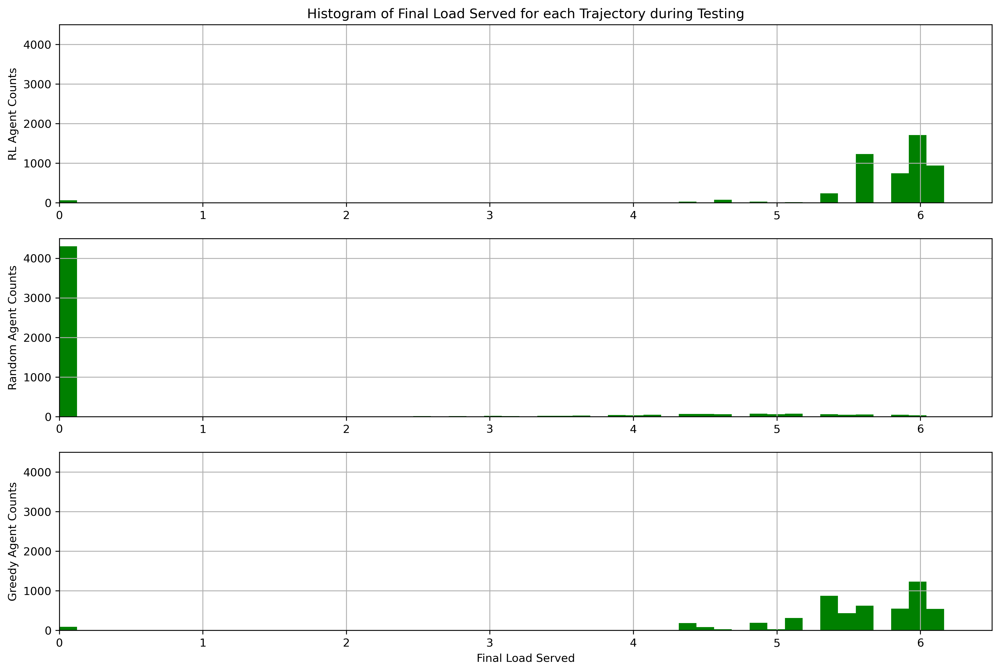 Histogram of Final Load Served for each Trajectory during Testing
RL Agent Counts
4000
3000
2000
1000
0
0 1 2 3 4 5 6
Random Agent Counts
4000
3000
2000
1000
0
0 1 2 3 4 5 6
Greedy Agent Counts
4000
3000
2000
1000
0
0 1 2 3 4 5 6
Final Load Served